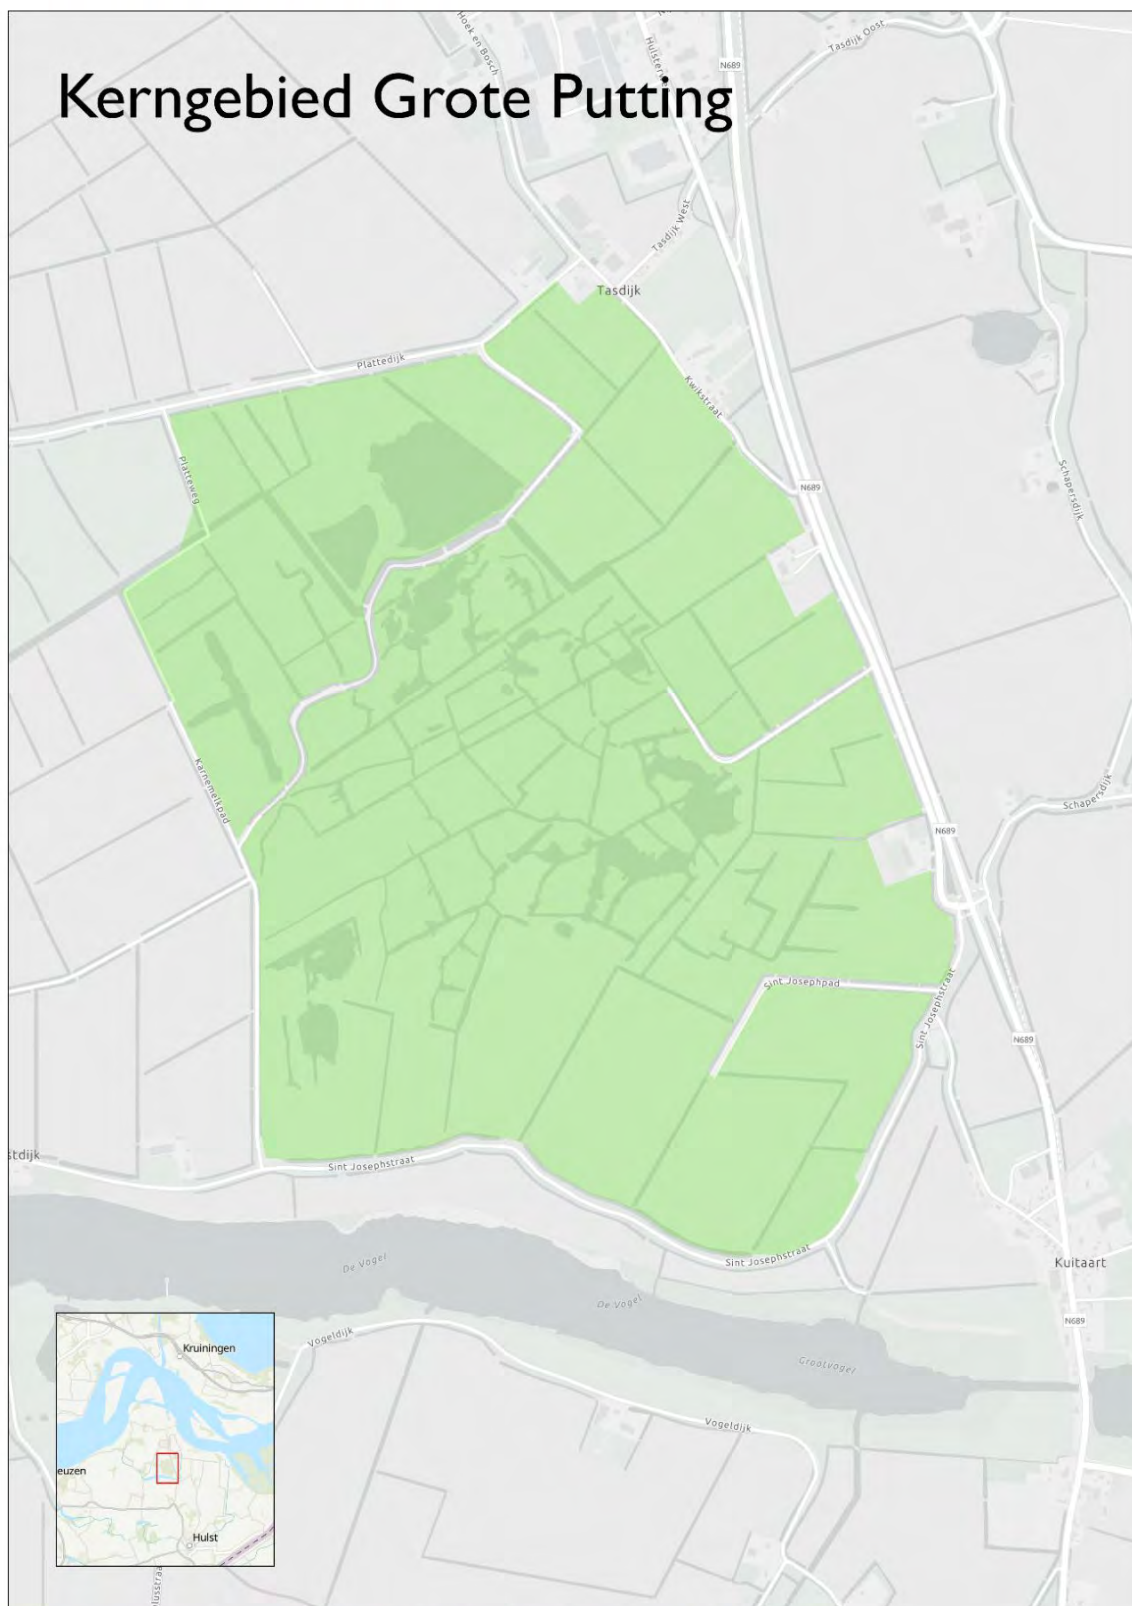 Hoek en Bosch
N689
Tasdijk Oost
Kerngebied Grote Putting
Tasdijk West
Tasdijk
Plattedijk
Kwikstraat
Platteweg
N689
Schapersdijk
Karnemelkpad
Schapersdijk
N689
Sint Josephpad
Sint Josephstraat
N689
stdijk
Sint Josephstraat
Sint Josephstraat
De Vogel
Kuitaart
De Vogel
N689
Vogeldijk
Grootvogel
Vogeldijk
Kruiningen
euzen
Hulst